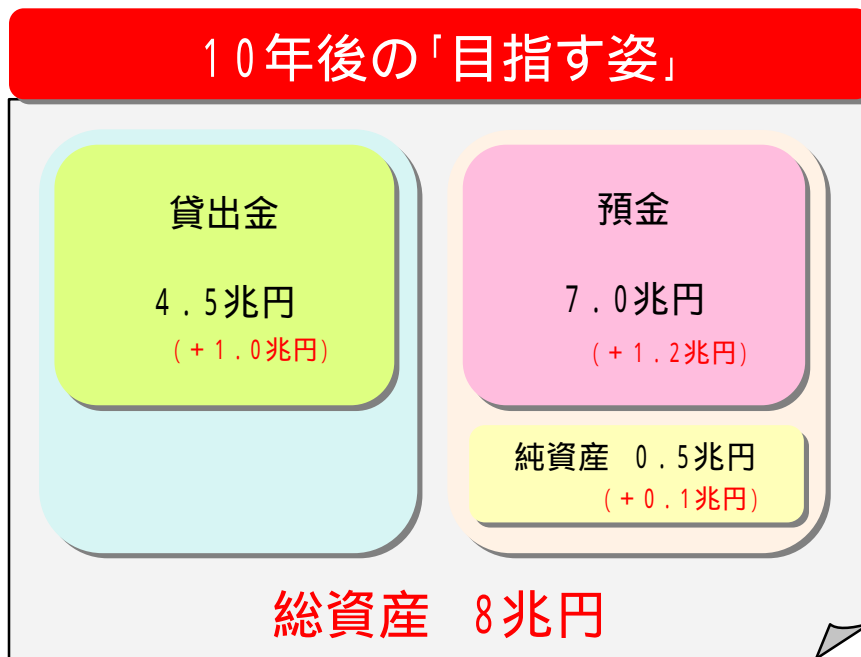 10年後の「目指す姿」
貸出金
4.5兆円
(+1.0兆円)
預金
7.0兆円
(+1.2兆円)
純資産 0.5兆円
(+0.1兆円)
総資産 8兆円